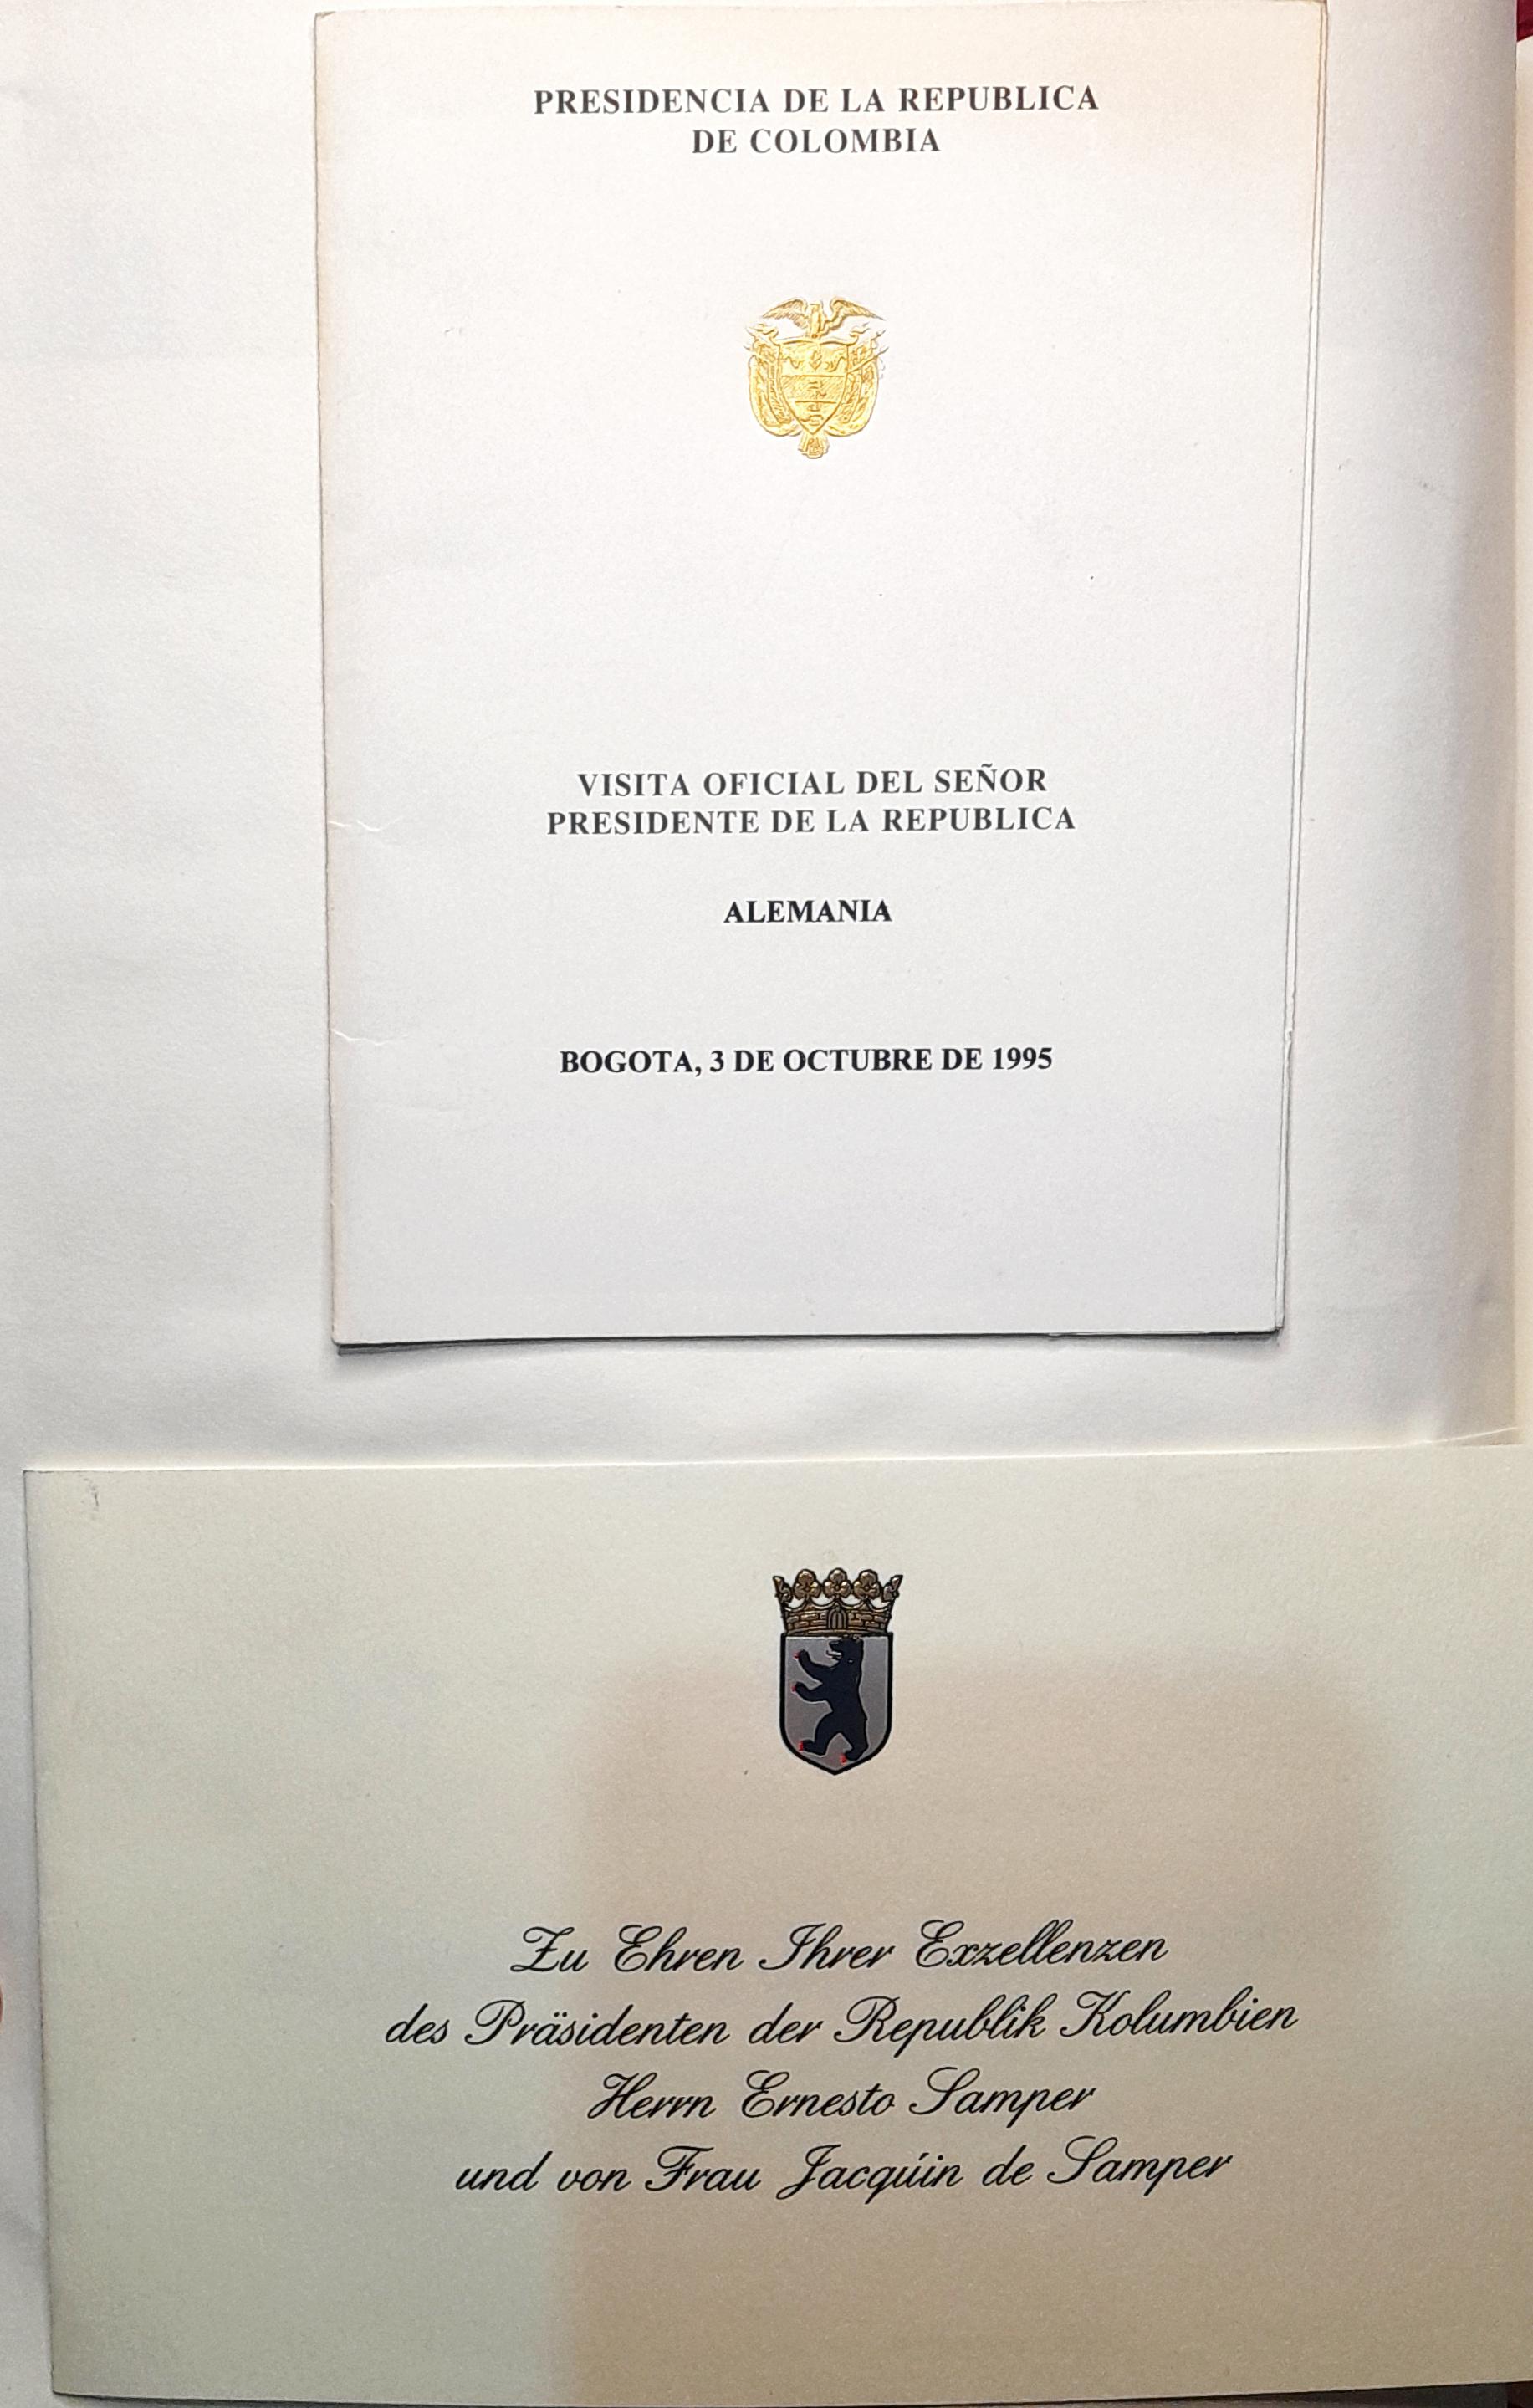 PRESIDENCIA DE LA REPUBLICA
DE COLOMBIA
VISITA OFICIAL DEL SEÑOR
PRESIDENTE DE LA REPUBLICA
ALEMANIA
BOGOTA, 3 DE OCTUBRE DE 1995
Zu Ehren Ihrer Exzellenzen
des Präsidenten der Republik Kolumbien
Herrn Ernesto Samper
und von Frau Jacqúin de Samper